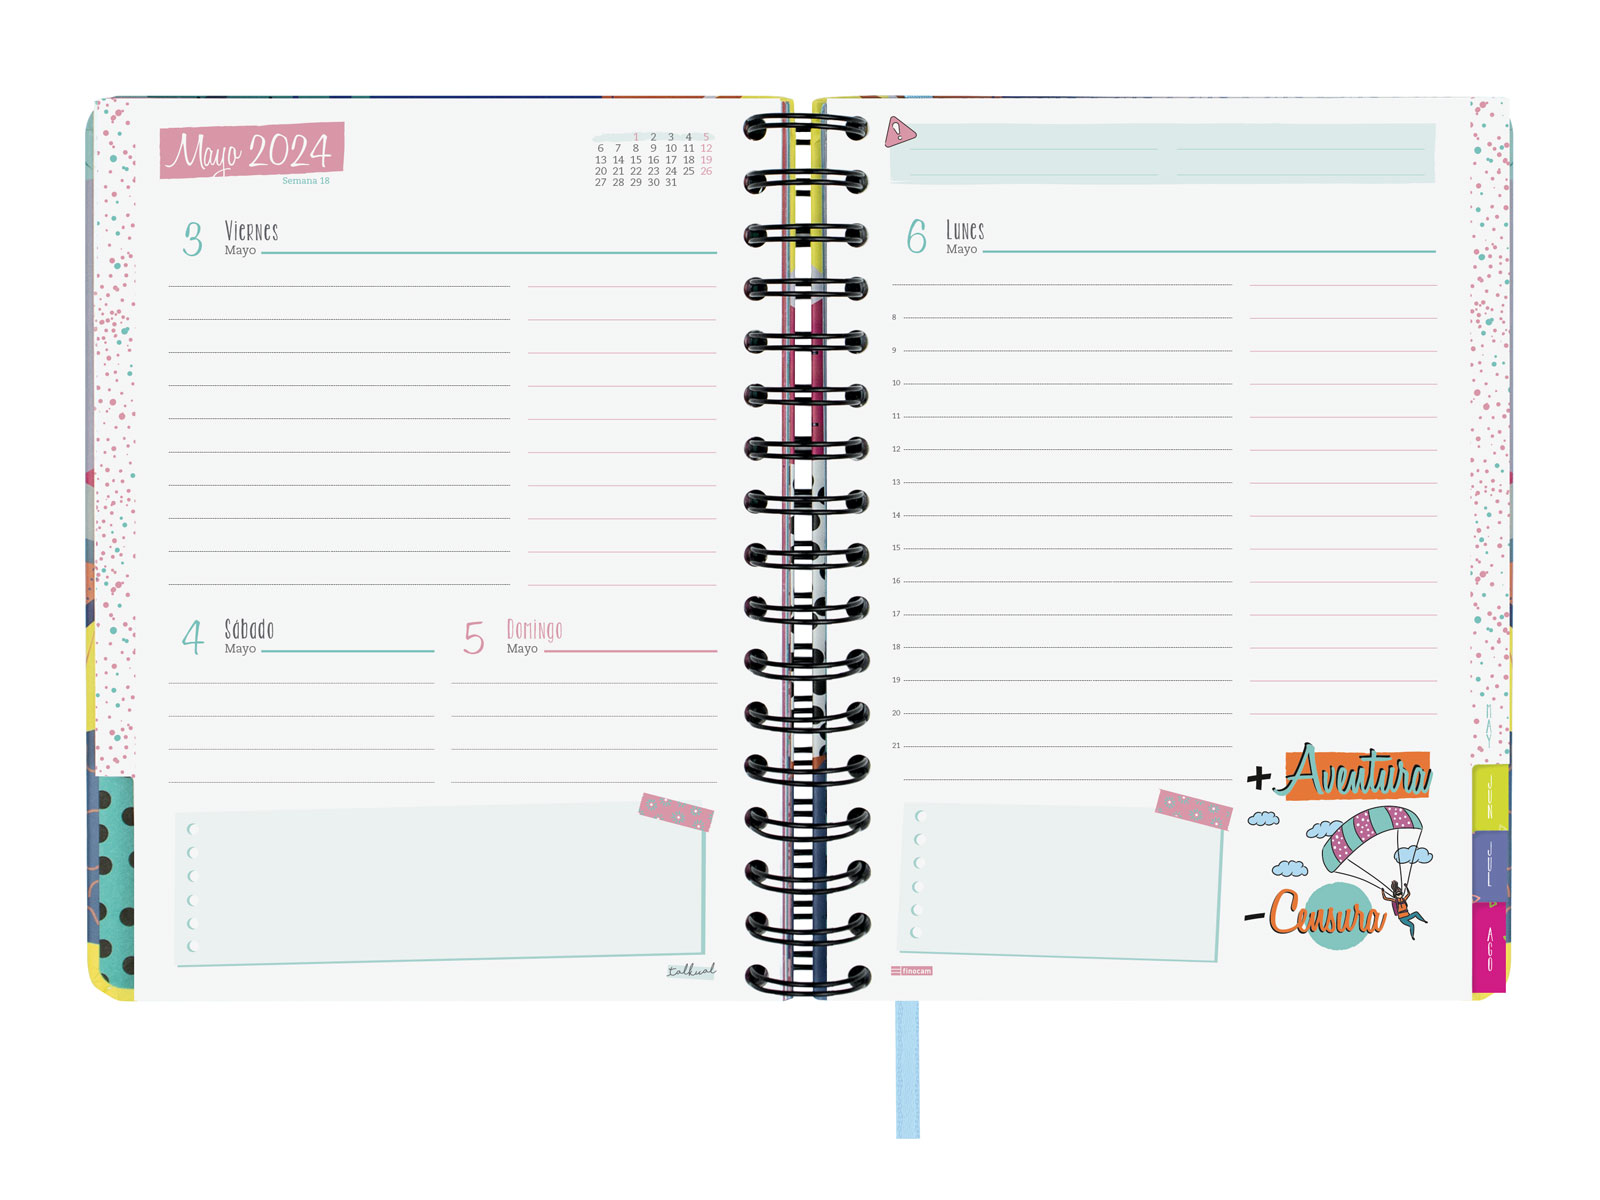 Mayo 2024
Semana 18
1 2 3 4 5
6 7 8 9 10 11 12
13 14 15 16 17 18 19
20 21 22 23 24 25 26
27 28 29 30 31
3 Viernes
Mayo
4 Sábado
Mayo
5 Domingo
Mayo
talkual
!
6 Lunes
Mayo
8
9
10
11
12
13
14
15
16
17
18
19
20
21
+ Aventura
- Censura
finocam
MAY
JUN
JUL
AGO